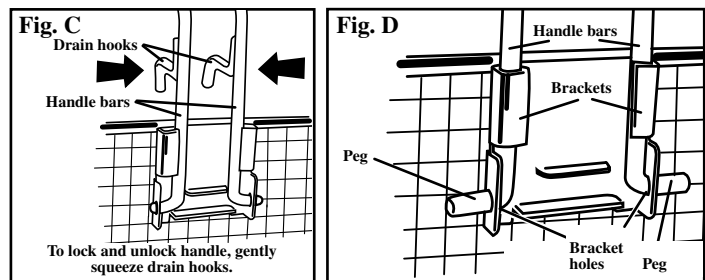 Fig. C
Drain hooks
Handle bars
To lock and unlock handle, gently
squeeze drain hooks.
Fig. D
Handle bars
Brackets
Peg
Bracket
holes
Peg